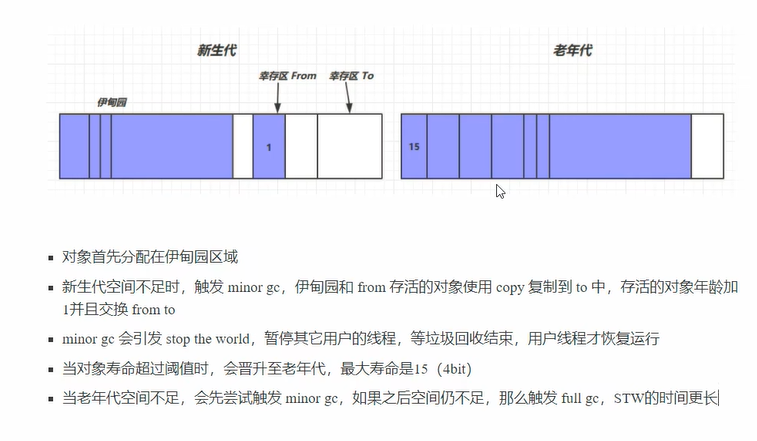 新生代
老年代
幸存区 From
幸存区 To
伊甸园
1
15
对象首先分配在伊甸园区域
新生代空间不足时，触发 minor gc，伊甸园和 from 存活的对象使用 copy 复制到 to 中，存活的对象年龄加
1并且交换 from to
minor gc 会引发 stop the world，暂停其它用户的线程，等垃圾回收结束，用户线程才恢复运行
当对象寿命超过阈值时，会晋升至老年代，最大寿命是15（4bit）
当老年代空间不足，会先尝试触发 minor gc，如果之后空间仍不足，那么触发 full gc，STW的时间更长